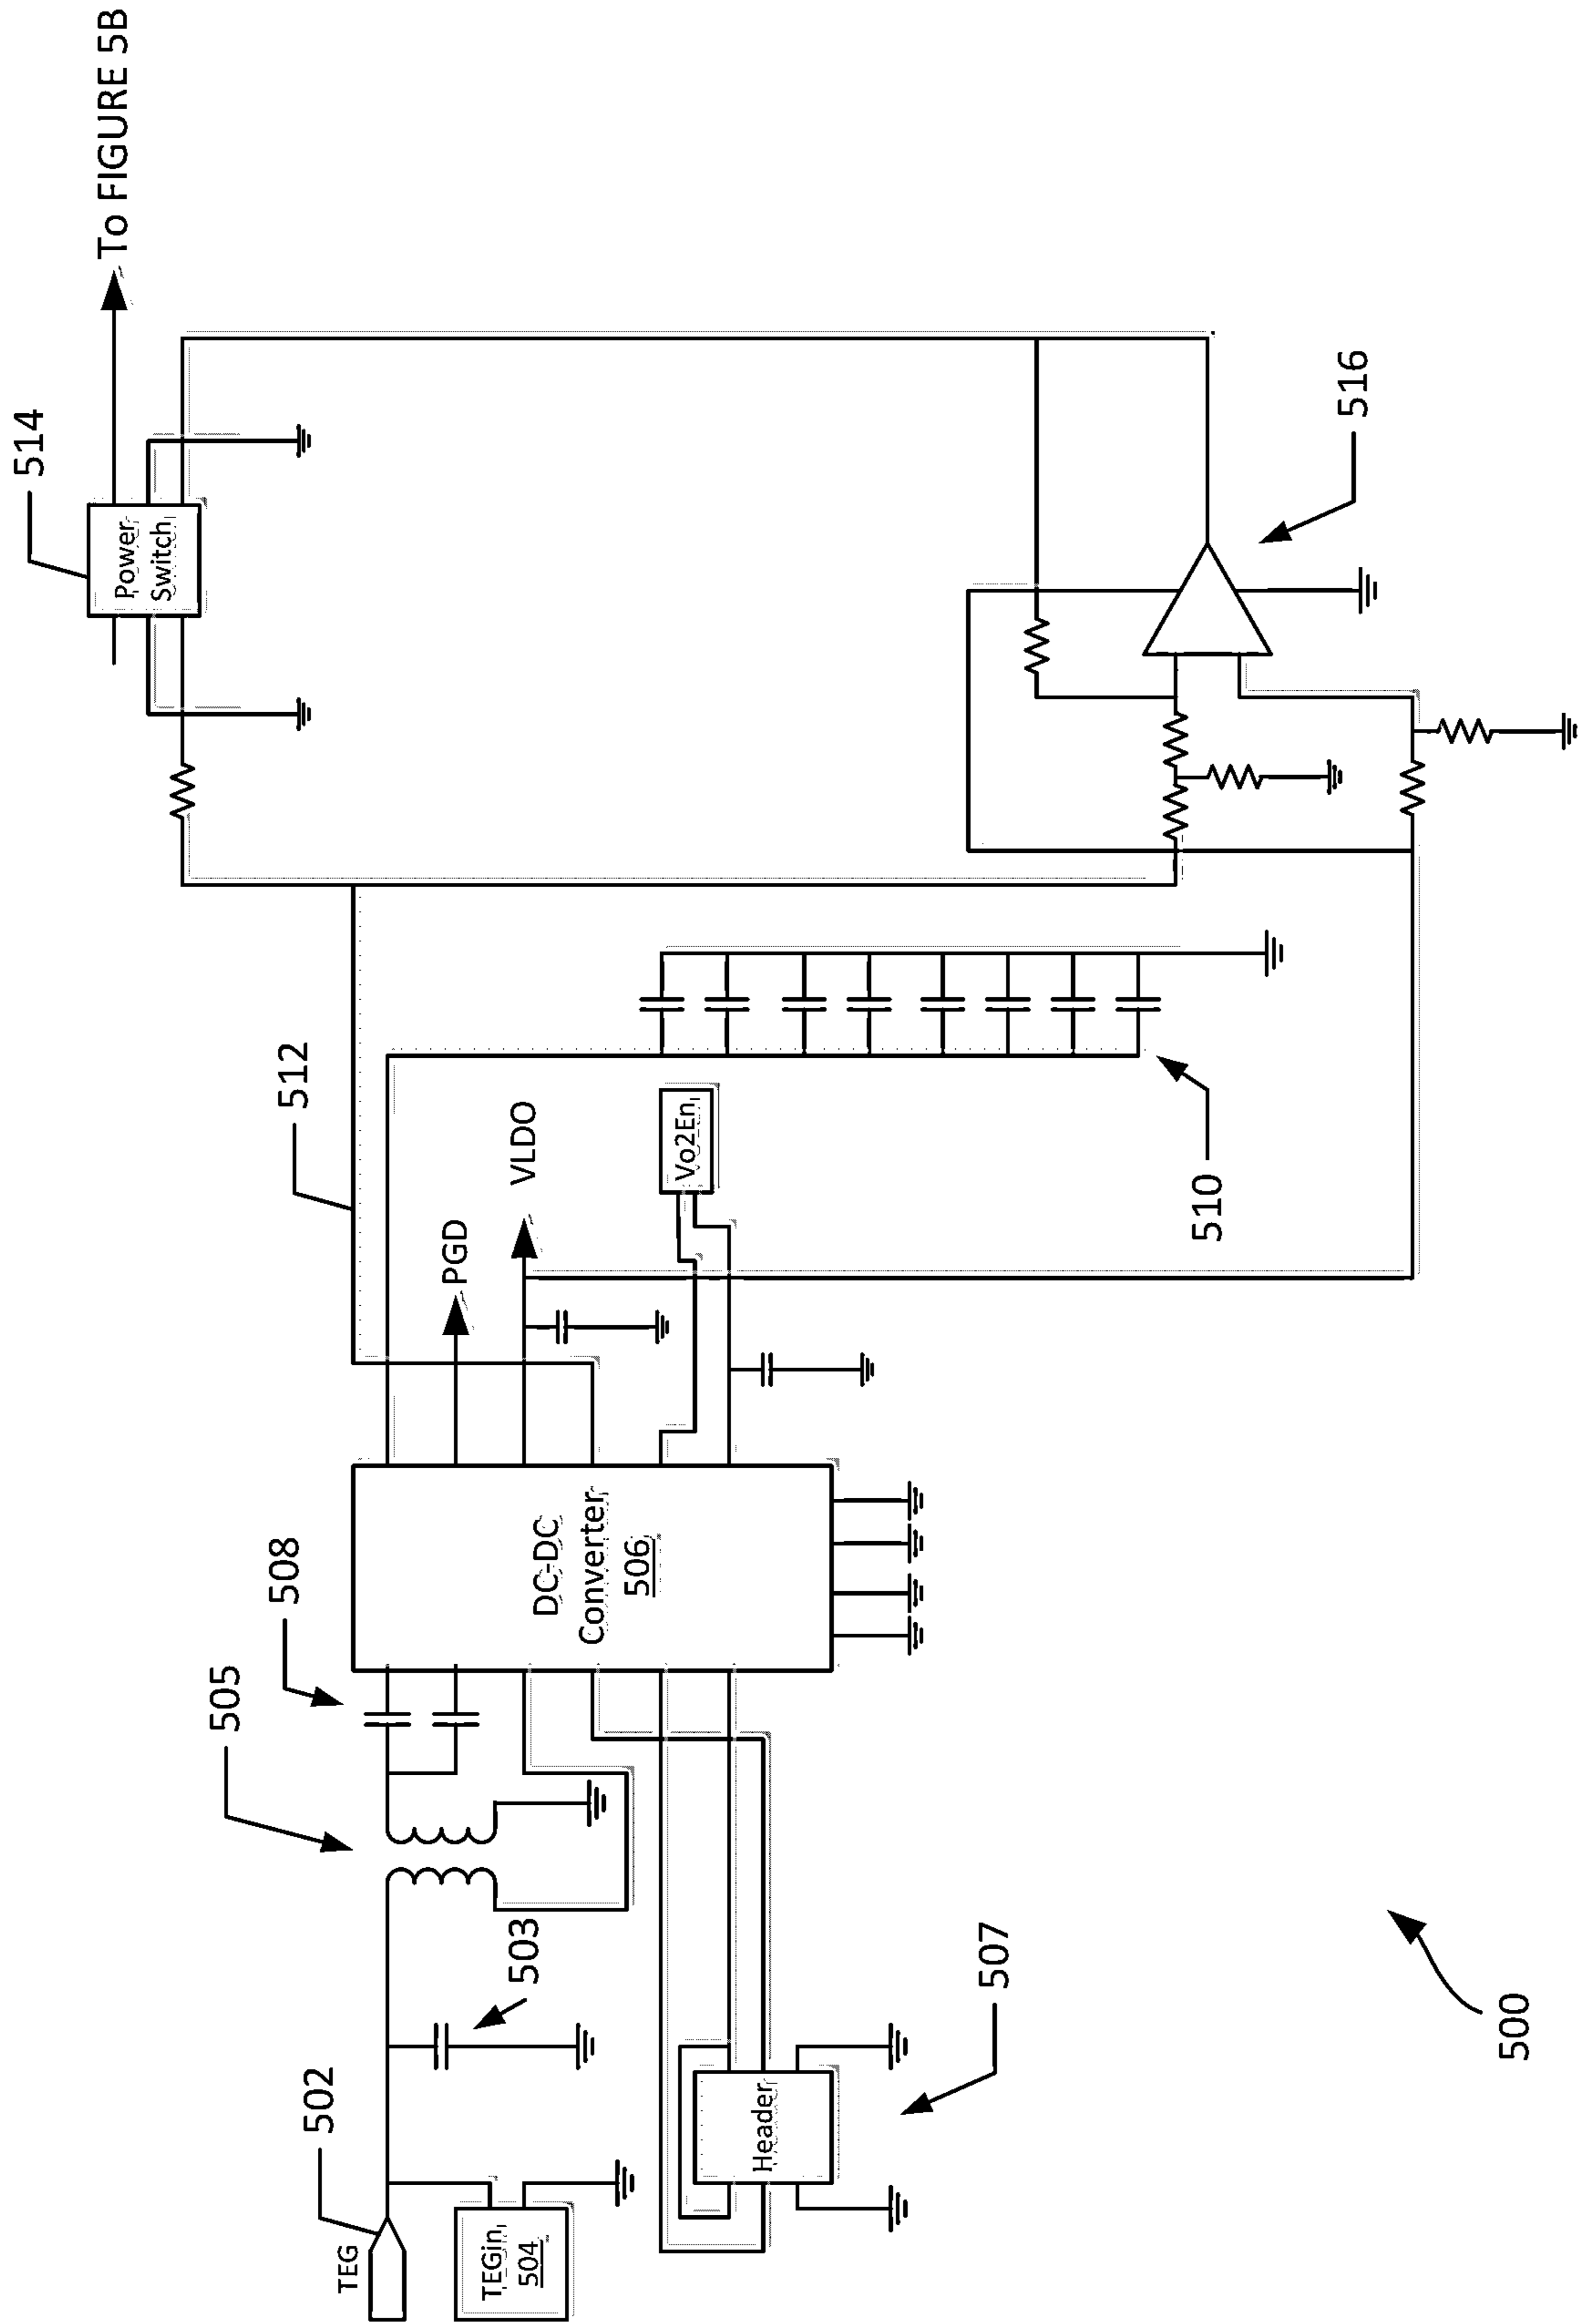 514
To FIGURE 5B
Power
Switch
512
516
PGD
VLDO
Vo2En
510
508
505
DC-DC
Converter
506
503
502
TEG
TEGin
504
Header
507
500